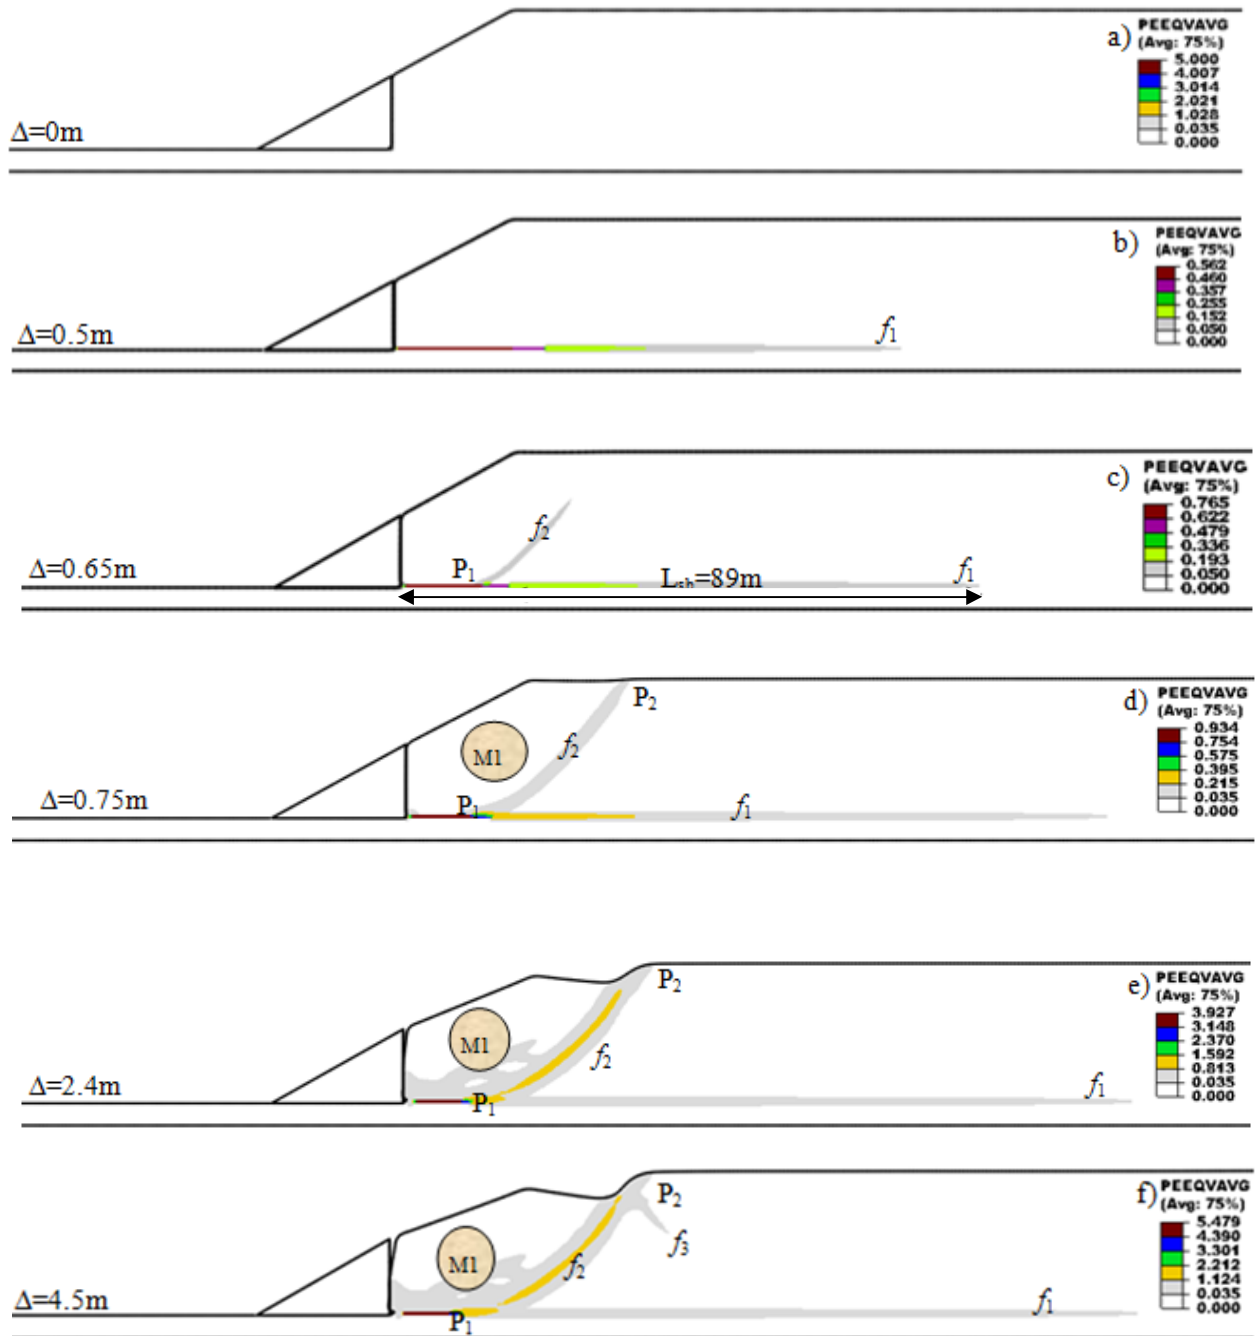 a) PEEQVAVG
(Avg: 75%)
5.000
4.007
3.014
2.021
1.028
0.035
0.000
Δ=0m
b) PEEQVAVG
(Avg: 75%)
0.562
0.460
0.357
0.255
0.152
0.050
0.000
Δ=0.5m
f₁
c) PEEQVAVG
(Avg: 75%)
0.765
0.622
0.479
0.336
0.193
0.050
0.000
f₂
Δ=0.65m
P₁
Lₛₕ=89m
f₁
d) PEEQVAVG
(Avg: 75%)
0.934
0.754
0.575
0.395
0.215
0.035
0.000
P₂
M1
f₂
Δ=0.75m
P₁
f₁
e) PEEQVAVG
(Avg: 75%)
3.927
3.148
2.370
1.592
0.813
0.035
0.000
P₂
M1
f₂
Δ=2.4m
P₁
f₁
f) PEEQVAVG
(Avg: 75%)
5.479
4.390
3.301
2.212
1.124
0.035
0.000
P₂
f₃
M1
f₂
Δ=4.5m
P₁
f₁